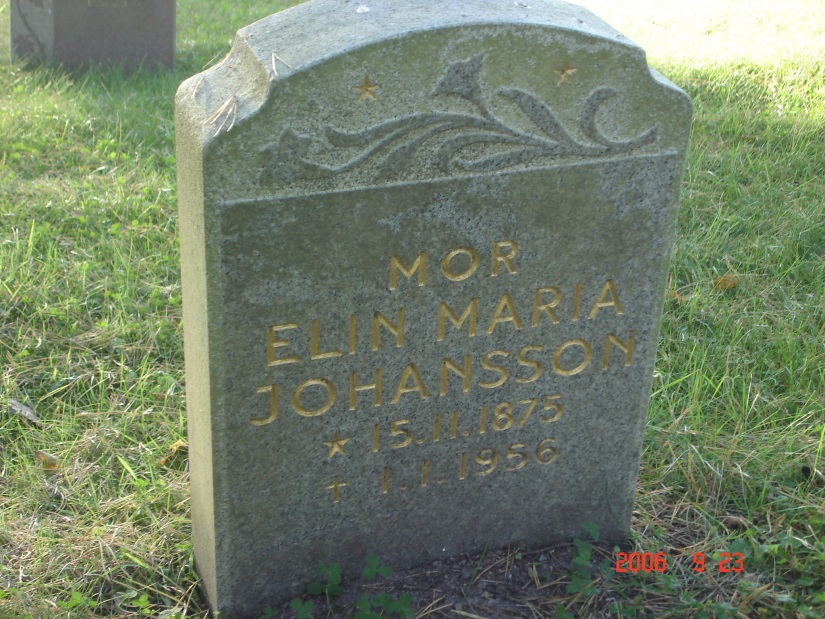 MOR
ELIN MARIA
JOHANSSON
★ 15.11.1875
✝ 1.1.1956
2006 9 23